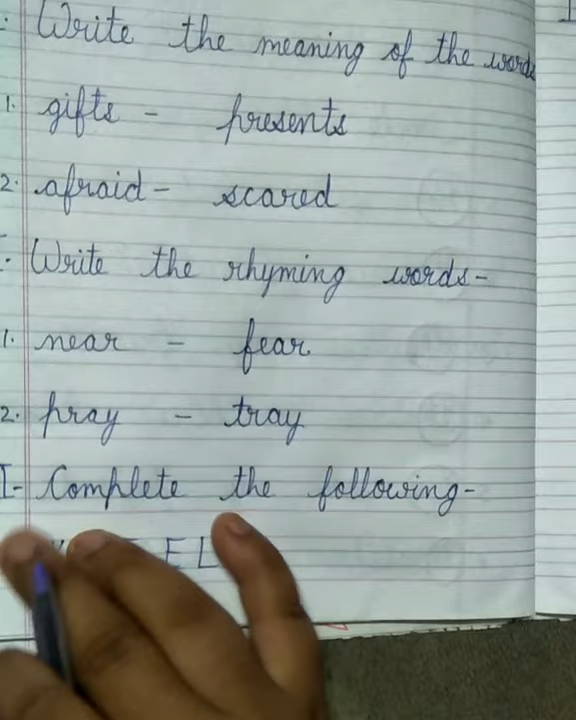 Write the meaning of the words
1. gifts - presents
2. afraid - scared
Write the rhyming words-
1. near - fear
2. pray - tray
I- Complete the following-
E L